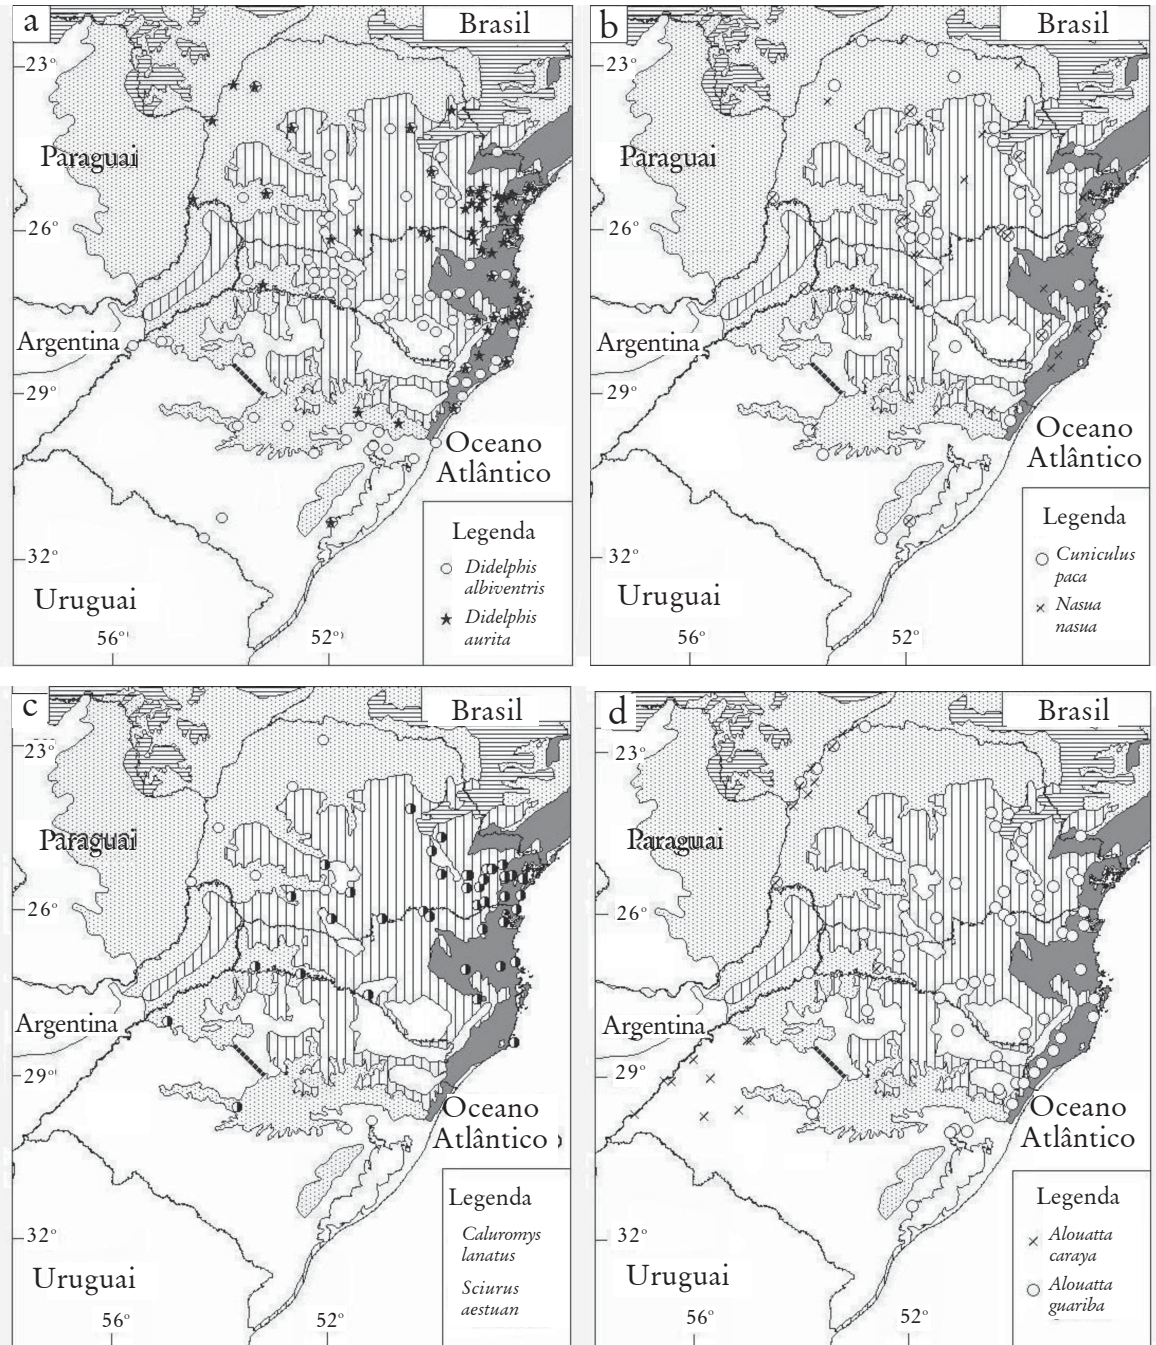 a
Brasil
23°
Paraguai
26°
Argentina
29°
Oceano
Atlântico
32°
Uruguai
56°
52°
Legenda
Didelphis
albiventris
Didelphis
aurita
b
Brasil
23°
Paraguai
26°
Argentina
29°
Oceano
Atlântico
32°
Uruguai
56°
52°
Legenda
Cuniculus
paca
Nasua
nasua
c
Brasil
23°
Paraguai
26°
Argentina
29°
Oceano
Atlântico
32°
Uruguai
56°
52°
Legenda
Caluromys
lanatus
Sciurus
aestuan
d
Brasil
23°
Paraguai
26°
Argentina
29°
Oceano
Atlântico
32°
Uruguai
56°
52°
Legenda
Alouatta
caraya
Alouatta
guariba